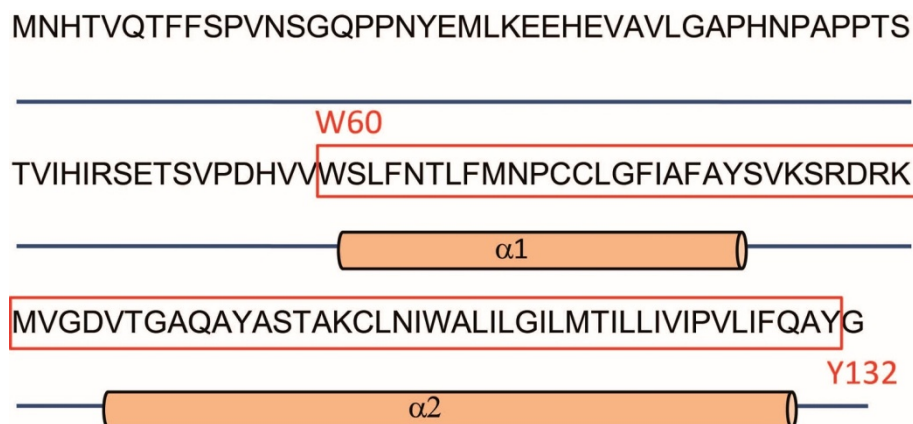 MNHTVQTFFSPVNSGQPPNYEMLKEEHEVAVLGAPHNPAPPTS
W60
TVIHIRSETSVPDHVVWSLFNTLFMNPCCLGFIAFAYSVKSRDRK
α1
MVGDVTGAQAYASTAKCLNIWALILGILMTILLIVIPVLIFQAYG
Y132
α2